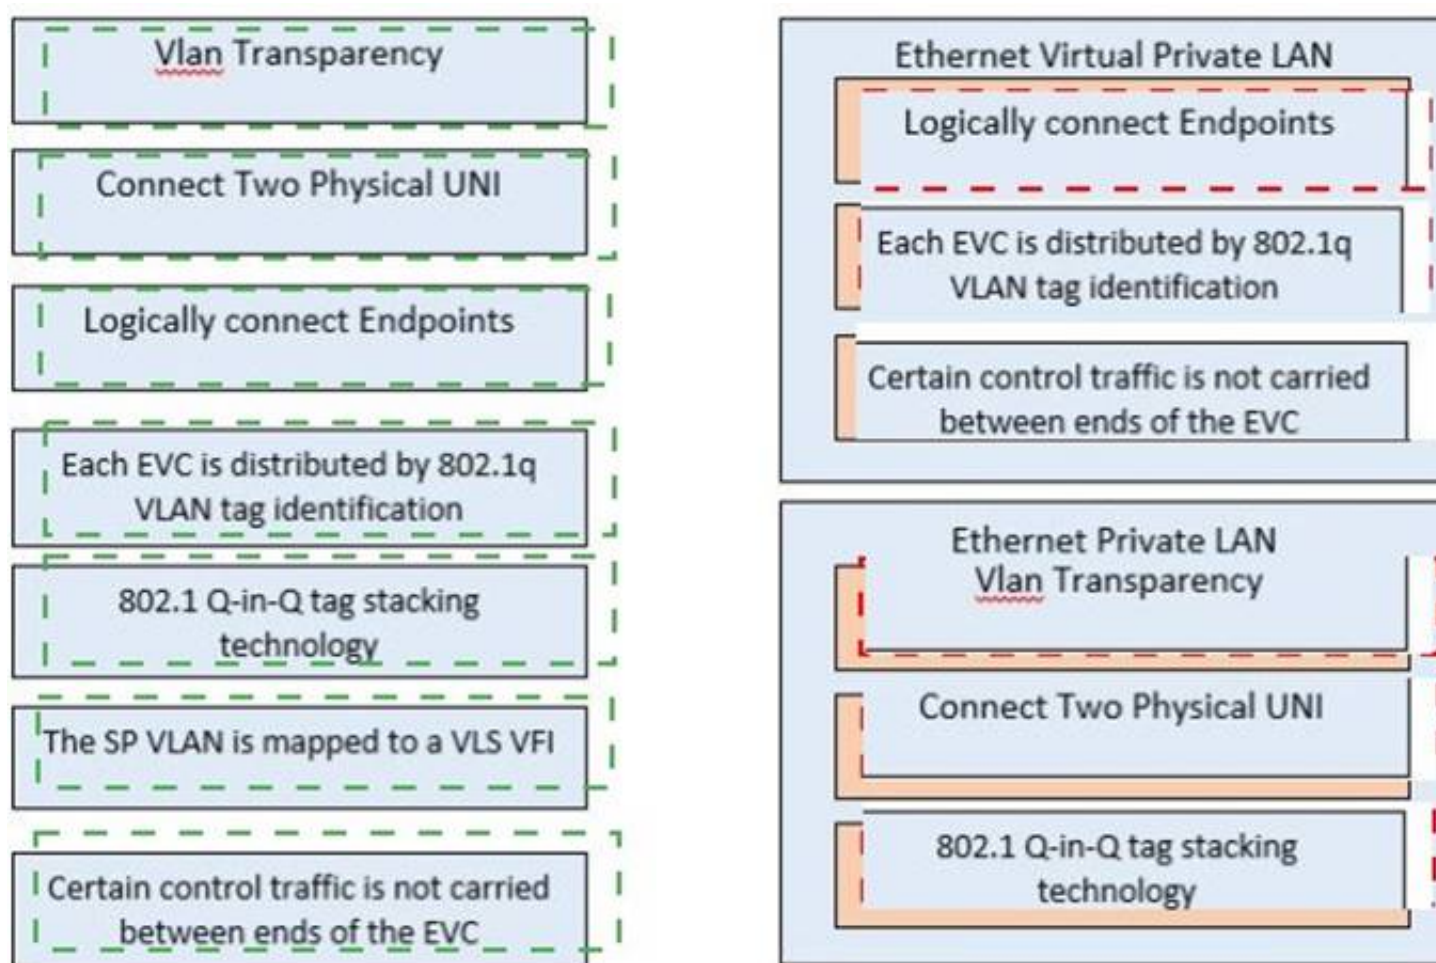 Vlan Transparency
Connect Two Physical UNI
Logically connect Endpoints
Each EVC is distributed by 802.1q
VLAN tag identification
802.1 Q-in-Q tag stacking
technology
The SP VLAN is mapped to a VLS VFI
Certain control traffic is not carried
between ends of the EVC
Ethernet Virtual Private LAN
Logically connect Endpoints
Each EVC is distributed by 802.1q
VLAN tag identification
Certain control traffic is not carried
between ends of the EVC
Ethernet Private LAN
Vlan Transparency
Connect Two Physical UNI
802.1 Q-in-Q tag stacking
technology